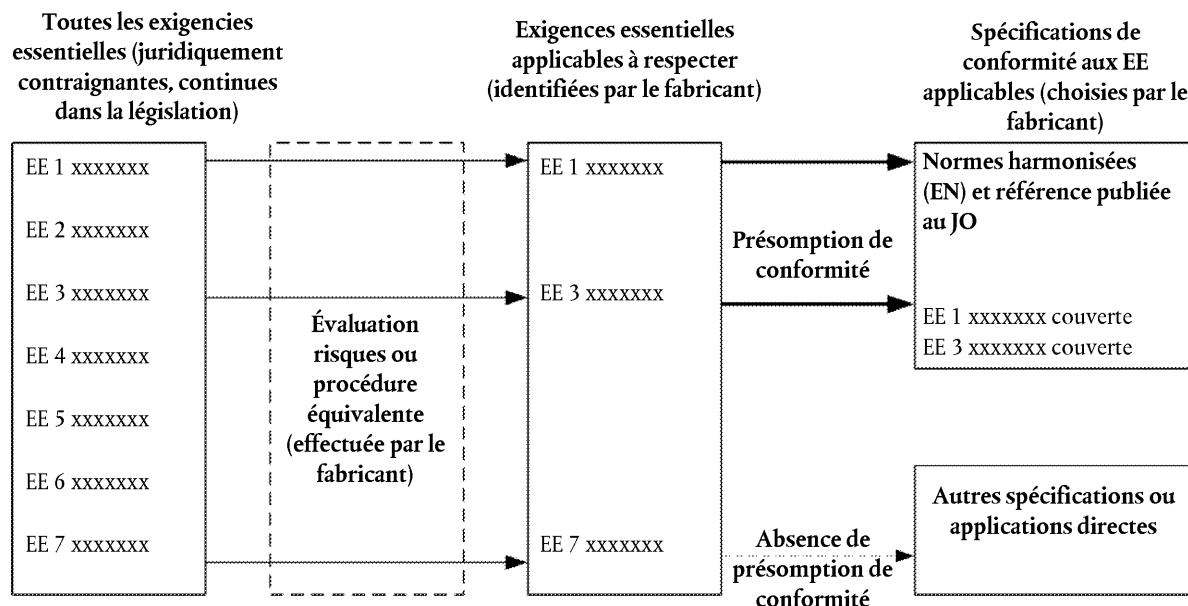 Toutes les exigencies
essentielles (juridiquement
contraignantes, continues
dans la législation)
EE 1 xxxxxxx
EE 2 xxxxxxx
EE 3 xxxxxxx
EE 4 xxxxxxx
EE 5 xxxxxxx
EE 6 xxxxxxx
EE 7 xxxxxxx
Évaluation
risques ou
procédure
équivalente
(effectuée par le
fabricant)
Exigences essentielles
applicables à respecter
(identifiées par le fabricant)
EE 1 xxxxxxx
EE 3 xxxxxxx
EE 7 xxxxxxx
Présomption de
conformité
Absence de
présomption de
conformité
Spécifications de
conformité aux EE
applicables (choisies par le
fabricant)
Normes harmonisées
(EN) et référence publiée
au JO
EE 1 xxxxxxx couverte
EE 3 xxxxxxx couverte
Autres spécifications ou
applications directes